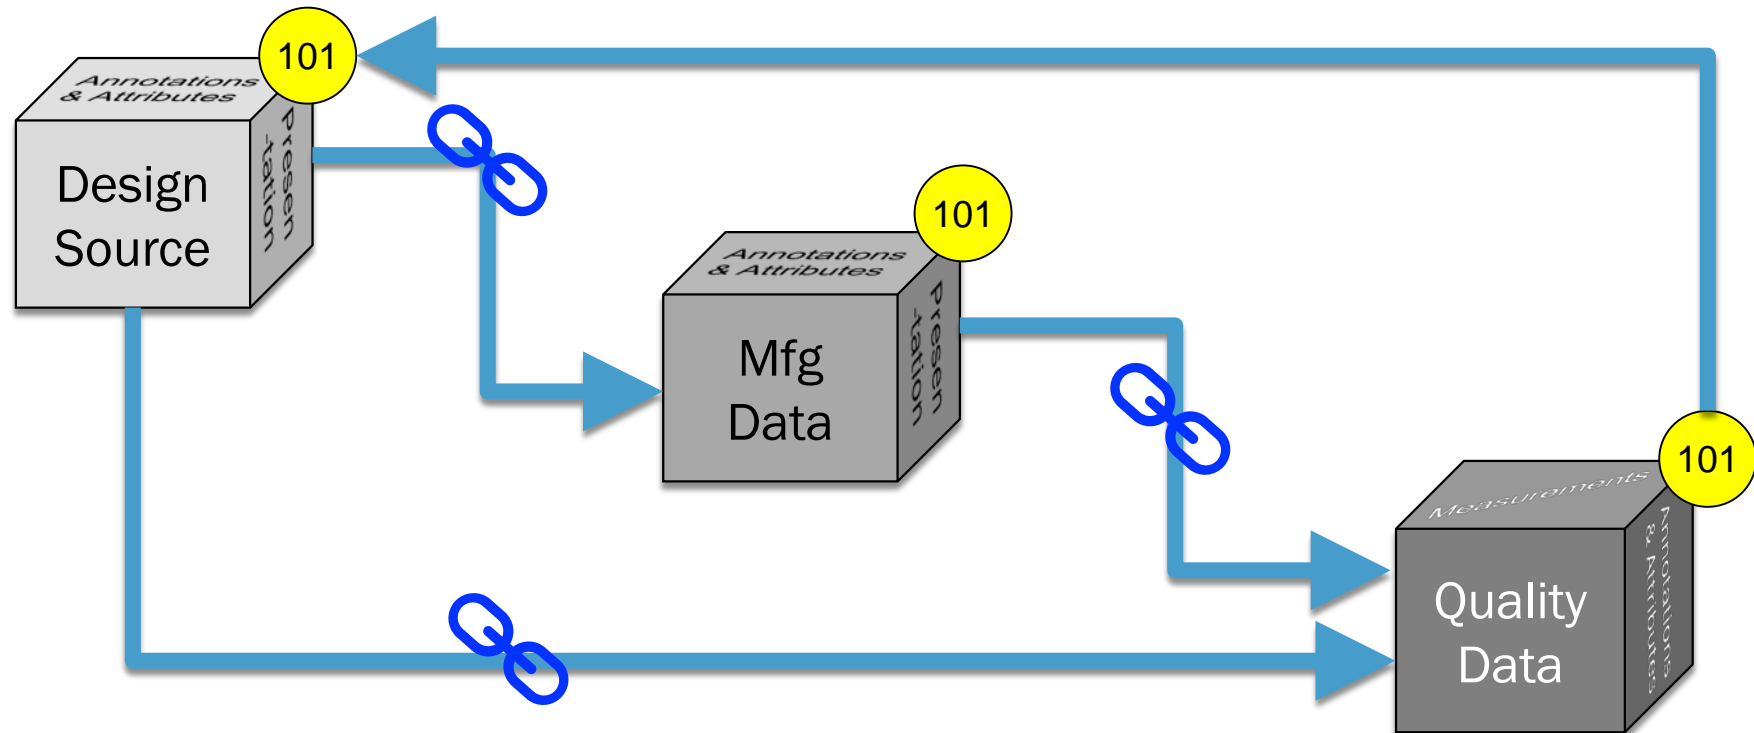 101
Annotations
& Attributes
Presen
-tation
Design
Source
101
Annotations
& Attributes
Presen
-tation
Mfg
Data
101
Measurements
Annotations
& Attributes
Quality
Data